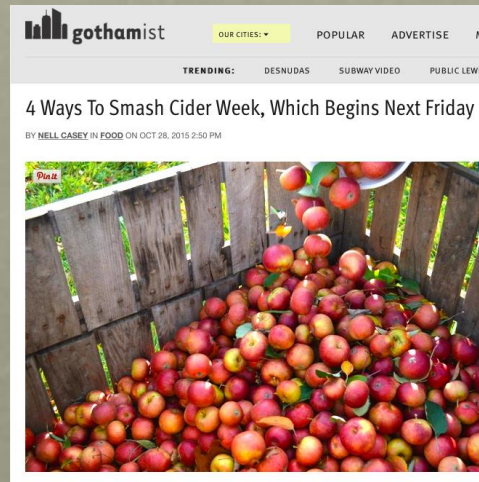 gothamist
OUR CITIES:
POPULAR
ADVERTISE
TRENDING:
DESNUDAS
SUBWAY VIDEO
PUBLIC LEW
4 Ways To Smash Cider Week, Which Begins Next Friday
BY NELL CASEY IN FOOD ON OCT 28, 2015 2:50 PM
Pin it